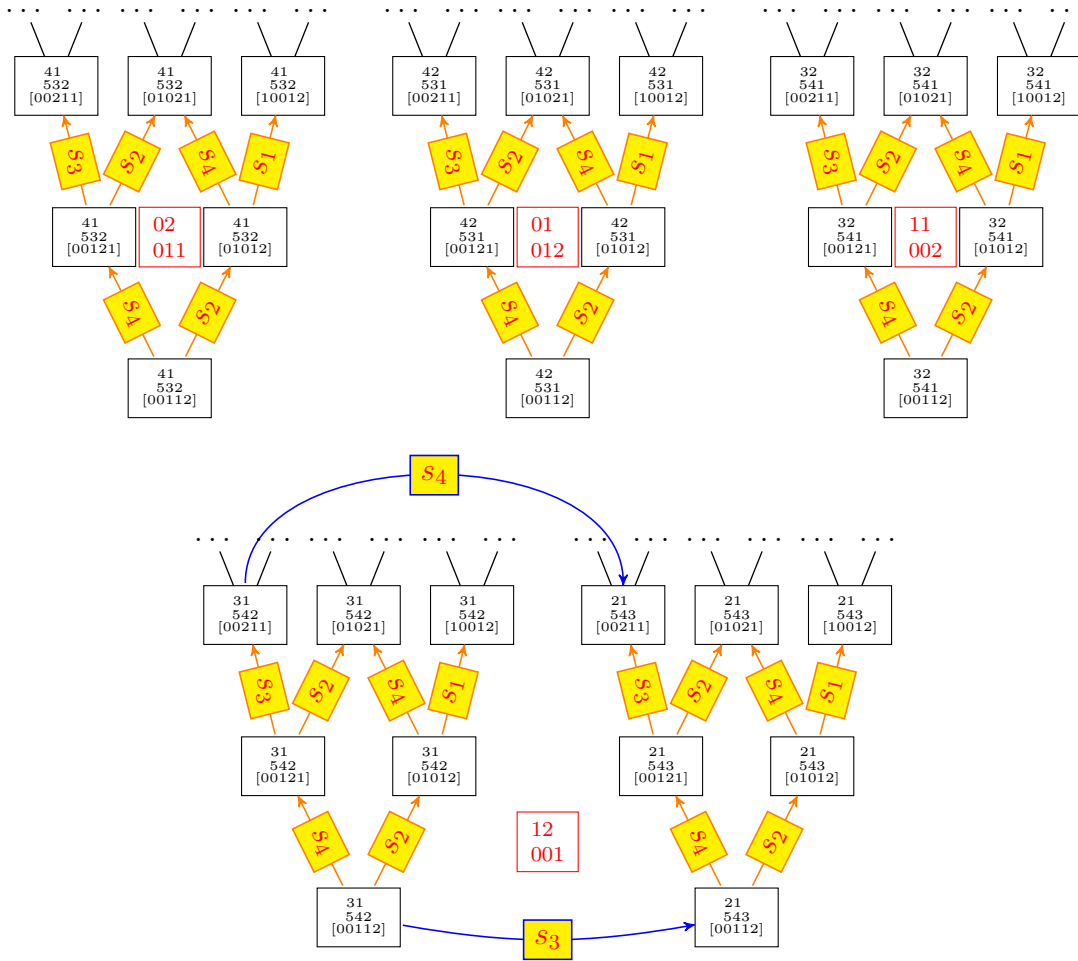 ··· ··· ··· ··· ··· ··· ··· ··· ··· ··· ··· ··· ··· ··· ··· ··· ··· ··
41 41 41 42 42 42 32 32 32
532 532 532 531 531 531 541 541 541
[00211] [01021] [10012] [00211] [01021] [10012] [00211] [01021] [10012]
s3 s2 s4 s1 s3 s2 s4 s1 s3 s2 s4 s1
41 02 41 42 01 42 32 11 32
532 011 532 531 012 531 541 002 541
[00121] [01012] [00121] [01012] [00121] [01012]
s4 s2 s4 s2 s4 s2
41 42 32
532 531 541
[00112] [00112] [00112]
s4
··· ··· ··· ··· ··· ··· ··· ··· ··· ··· ··· ···
31 31 31 21 21 21
542 542 542 543 543 543
[00211] [01021] [10012] [00211] [01021] [10012]
s3 s2 s4 s1 s3 s2 s4 s1
31 31 21 21
542 542 543 543
[00121] [01012] [00121] [01012]
s4 s2 12 s4 s2
001
31 21
542 543
[00112] [00112]
s3